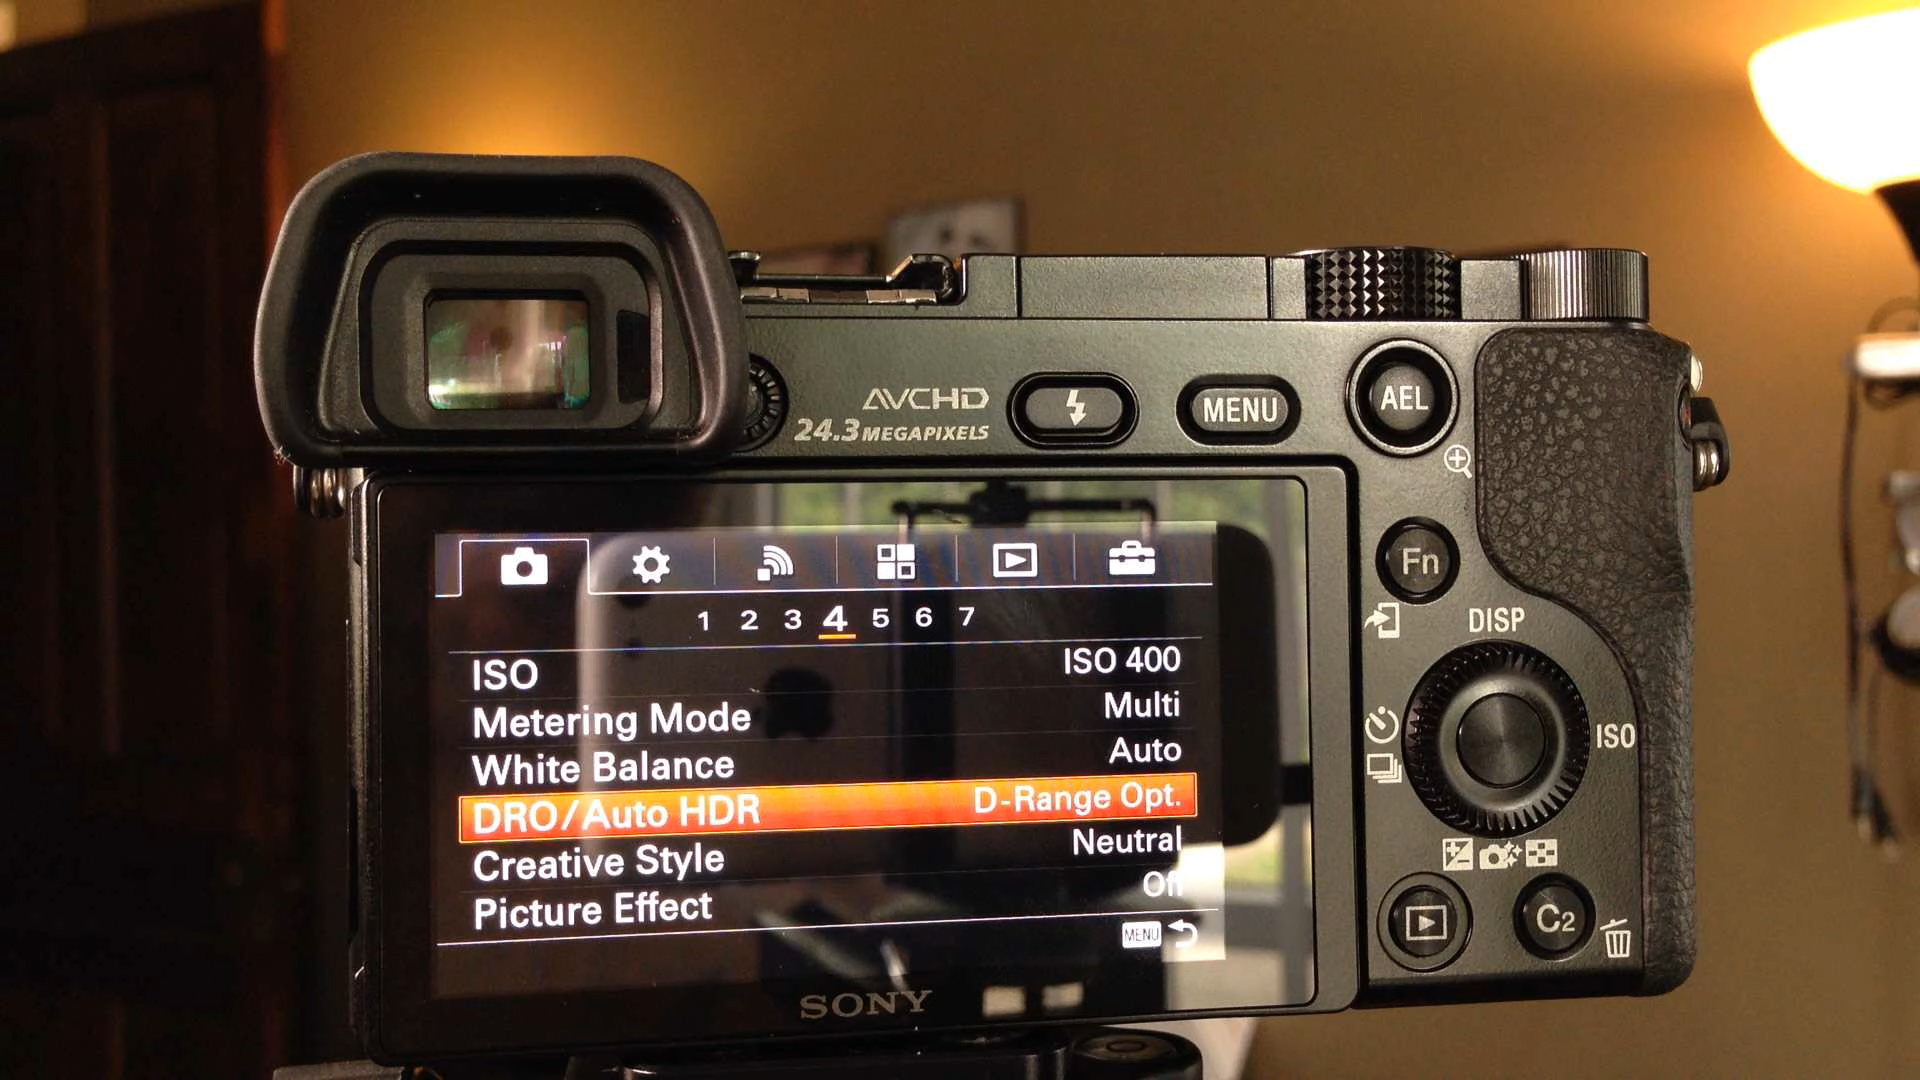 AVCHD
24.3 MEGAPIXELS
MENU
AEL
Fn
DISP
1 2 3 4 5 6 7
ISO ISO 400
Metering Mode Multi
White Balance Auto
DRO/Auto HDR D-Range Opt.
Creative Style Neutral
Picture Effect Off
MENU
ISO
C2
SONY